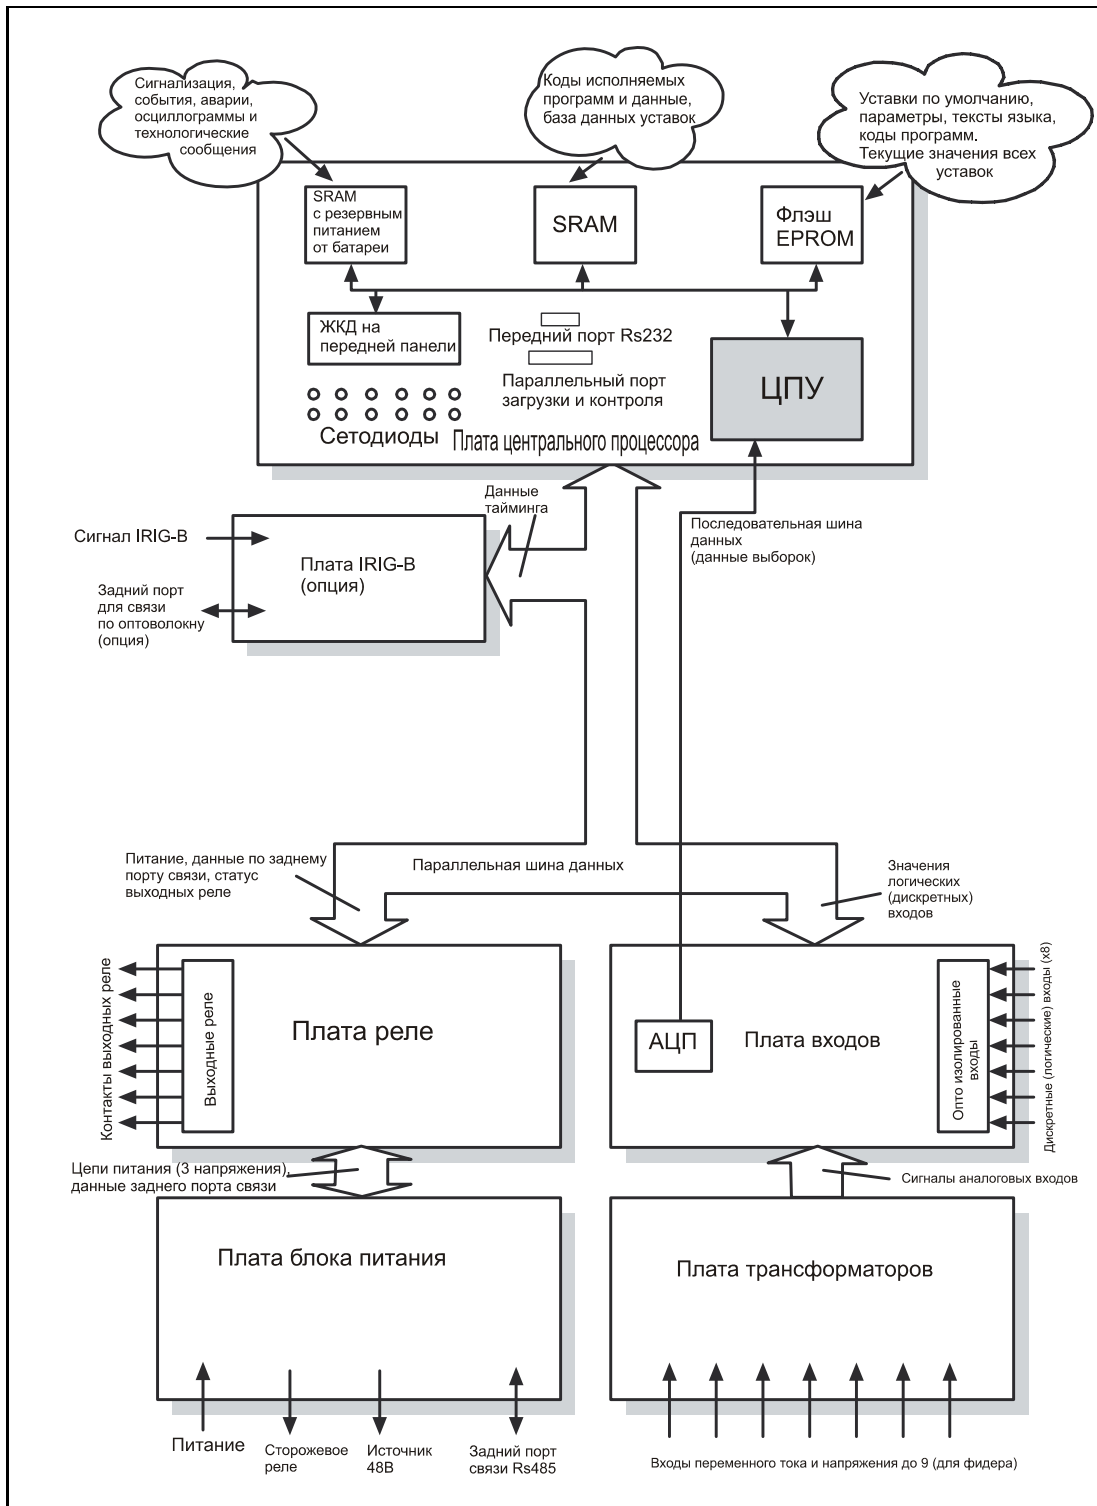 Сигнализация,
события, аварии,
осциллограммы и
технологические
сообщения
Коды исполняемых
программ и данные,
база данных уставок
Уставки по умолчанию,
параметры, тексты языка,
коды программ.
Текущие значения всех
уставок
SRAM
с резервным
питанием
от батареи
SRAM
Флэш
EPROM
ЖКД на
передней панели
Передний порт Rs232
Параллельный порт
загрузки и контроля
ЦПУ
Сетодиоды
Плата центрального процессора
Данные
тайминга
Сигнал IRIG-B
Плата IRIG-B
(опция)
Задний порт
для связи
по оптоволокну
(опция)
Последовательная шина
данных
(данные выборок)
Питание, данные по заднему
порту связи, статус
выходных реле
Параллельная шина данных
Значения
логических
(дискретных)
входов
Контакты выходных реле
Выходные реле
Плата реле
АЦП
Плата входов
Опто изолированные
входы
Дискретные (логические) входы (x8)
Цепи питания (3 напряжения),
данные заднего порта связи
Сигналы аналоговых входов
Плата блока питания
Плата трансформаторов
Питание
Сторожевое
реле
Источник
48В
Задний порт
связи Rs485
Входы переменного тока и напряжения до 9 (для фидера)